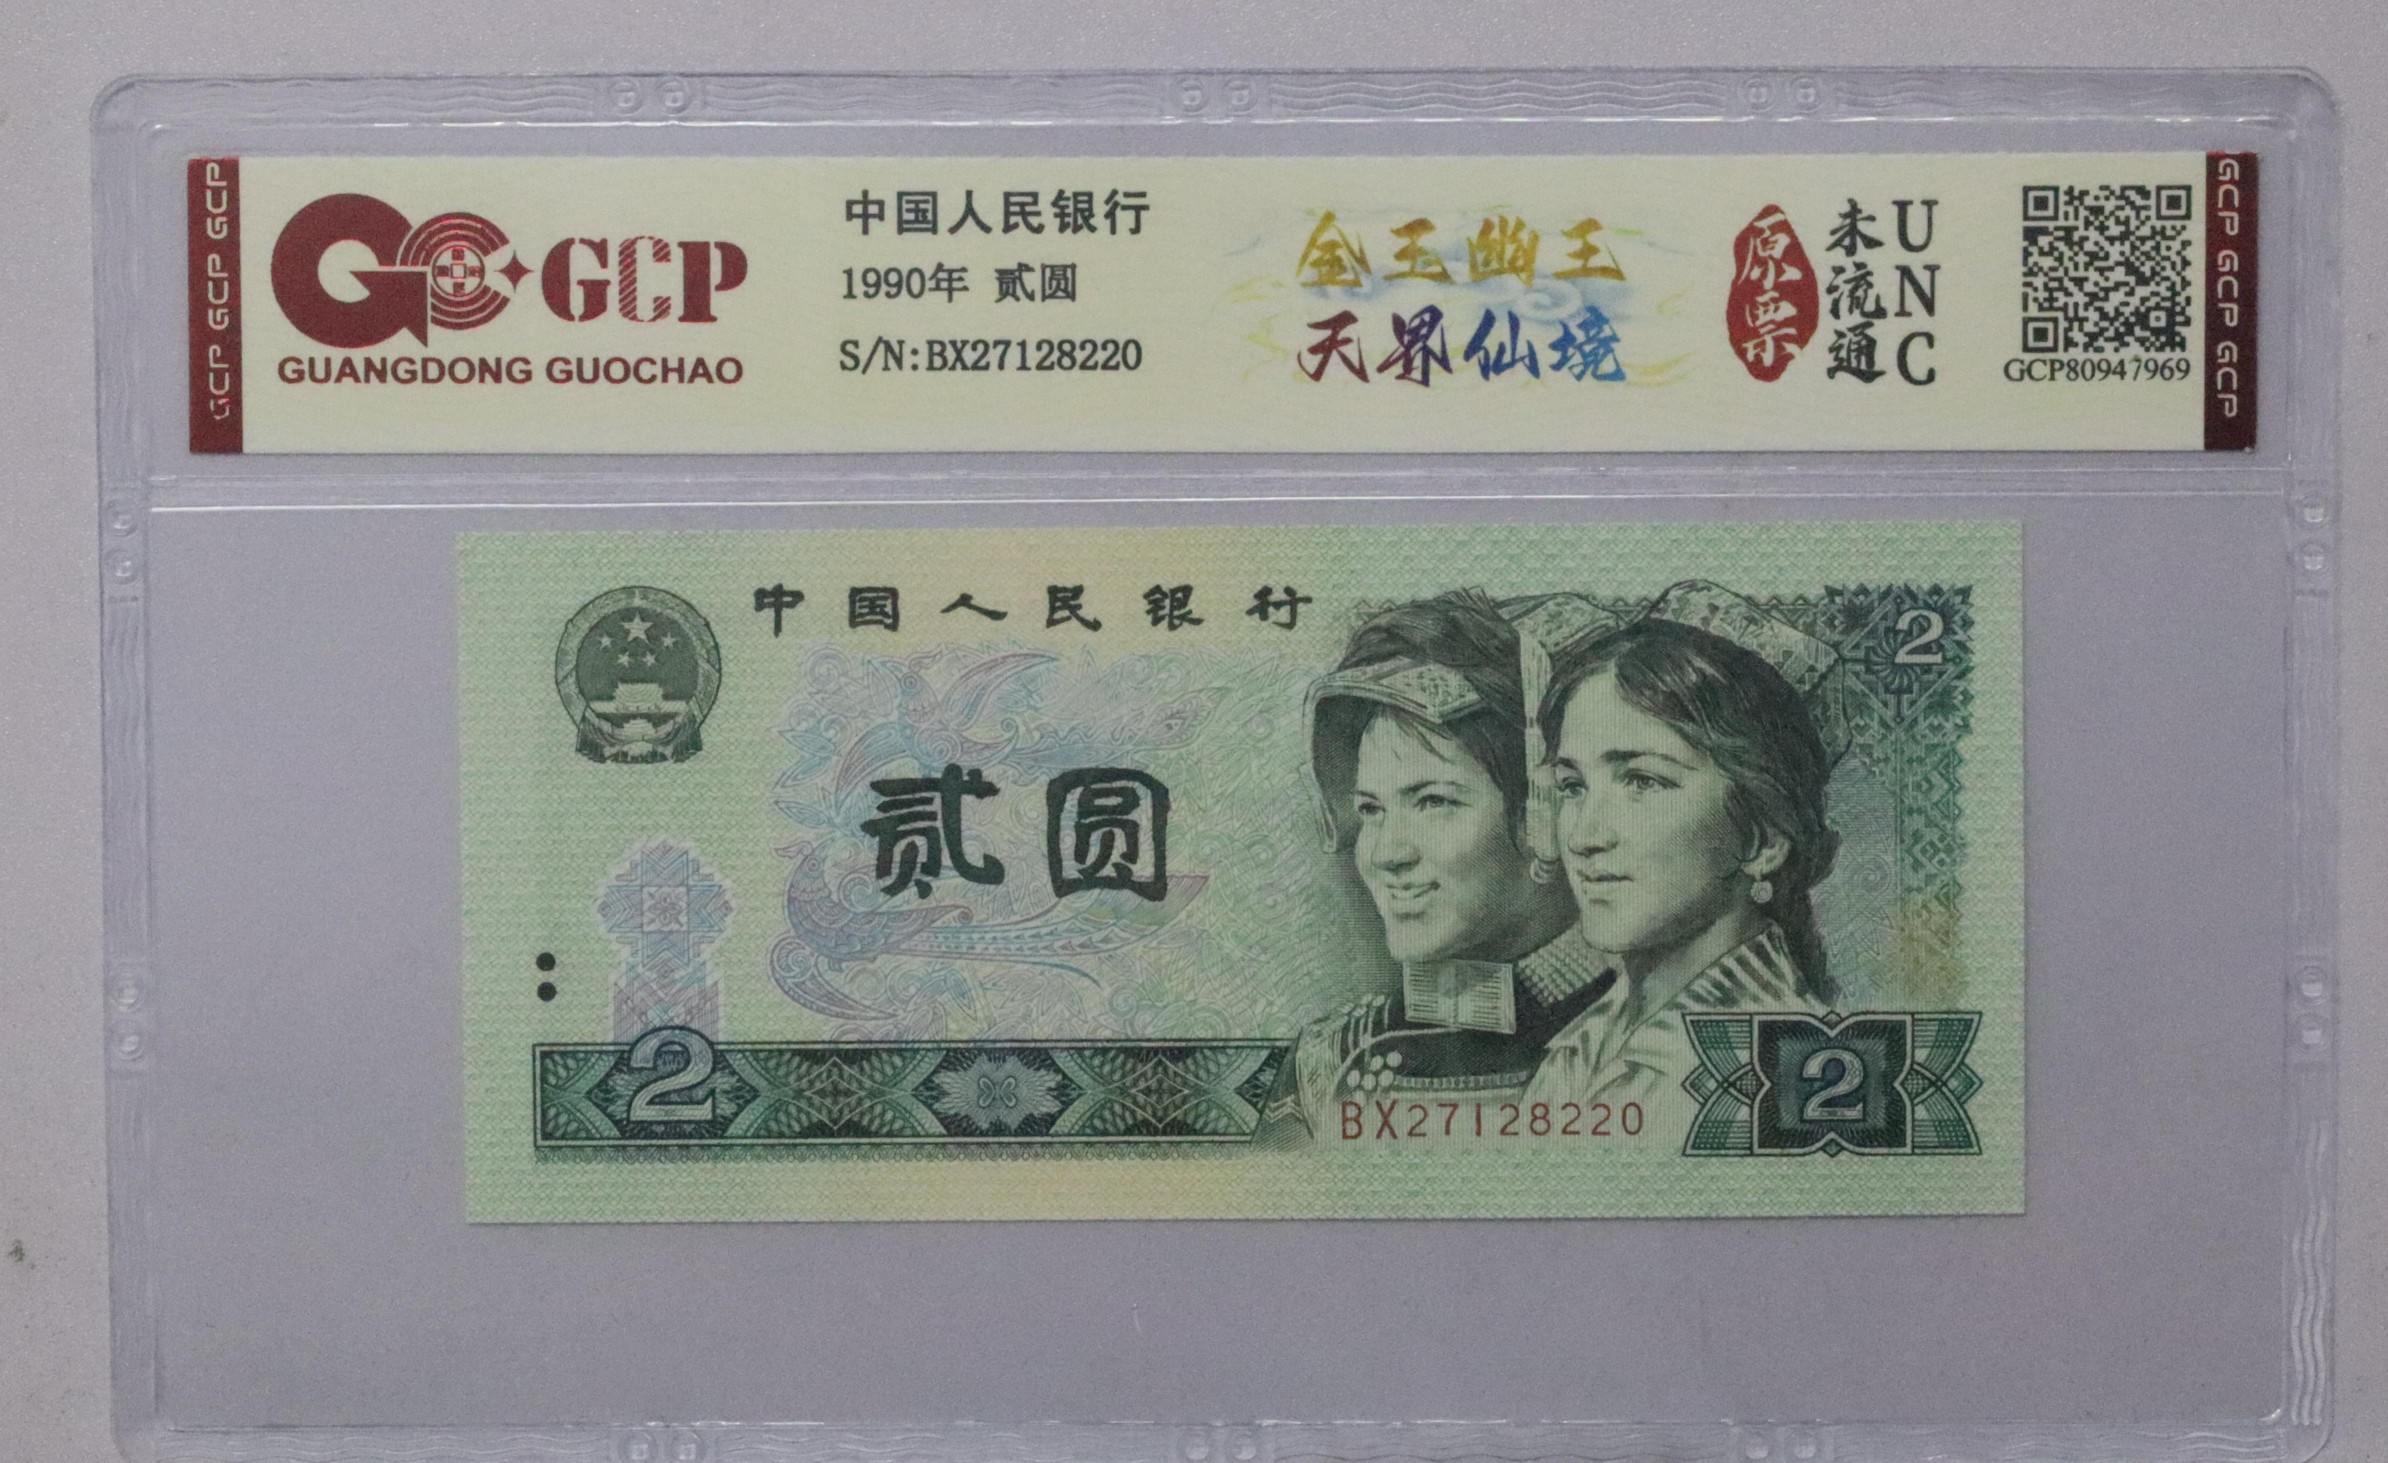 GCP GCP GCP
GCP
GUANGDONG GUOCHAO
中国人民银行
1990年 贰圆
S/N:BX27128220
金玉幽王
天界仙境
原票
未流通
UNC
GCP80947969
GCP GCP GCP
中国人民银行
2
贰圆
2
BX27128220
2